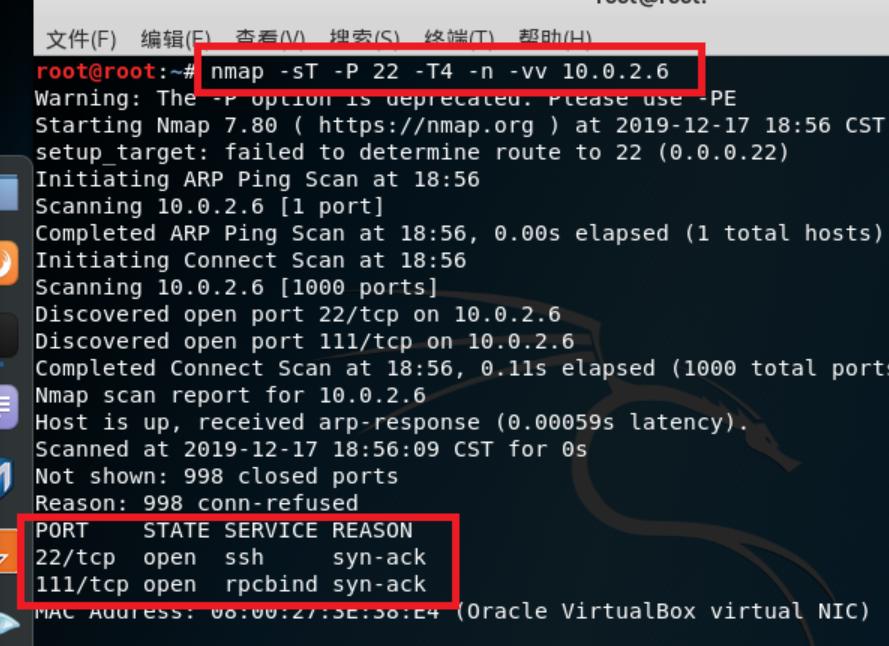 文件(F) 编辑(E) 查看(V) 搜索(S) 终端(T) 帮助(H)
root@root:~# nmap -sT -P 22 -T4 -n -vv 10.0.2.6
Warning: The -P option is deprecated. Please use -PE
Starting Nmap 7.80 ( https://nmap.org ) at 2019-12-17 18:56 CST
setup_target: failed to determine route to 22 (0.0.0.22)
Initiating ARP Ping Scan at 18:56
Scanning 10.0.2.6 [1 port]
Completed ARP Ping Scan at 18:56, 0.00s elapsed (1 total hosts)
Initiating Connect Scan at 18:56
Scanning 10.0.2.6 [1000 ports]
Discovered open port 22/tcp on 10.0.2.6
Discovered open port 111/tcp on 10.0.2.6
Completed Connect Scan at 18:56, 0.11s elapsed (1000 total ports
Nmap scan report for 10.0.2.6
Host is up, received arp-response (0.00059s latency).
Scanned at 2019-12-17 18:56:09 CST for 0s
Not shown: 998 closed ports
Reason: 998 conn-refused
PORT STATE SERVICE REASON
22/tcp open ssh syn-ack
111/tcp open rpcbind syn-ack
MAC Address: 08:00:27:3E:38:E4 (Oracle VirtualBox virtual NIC)